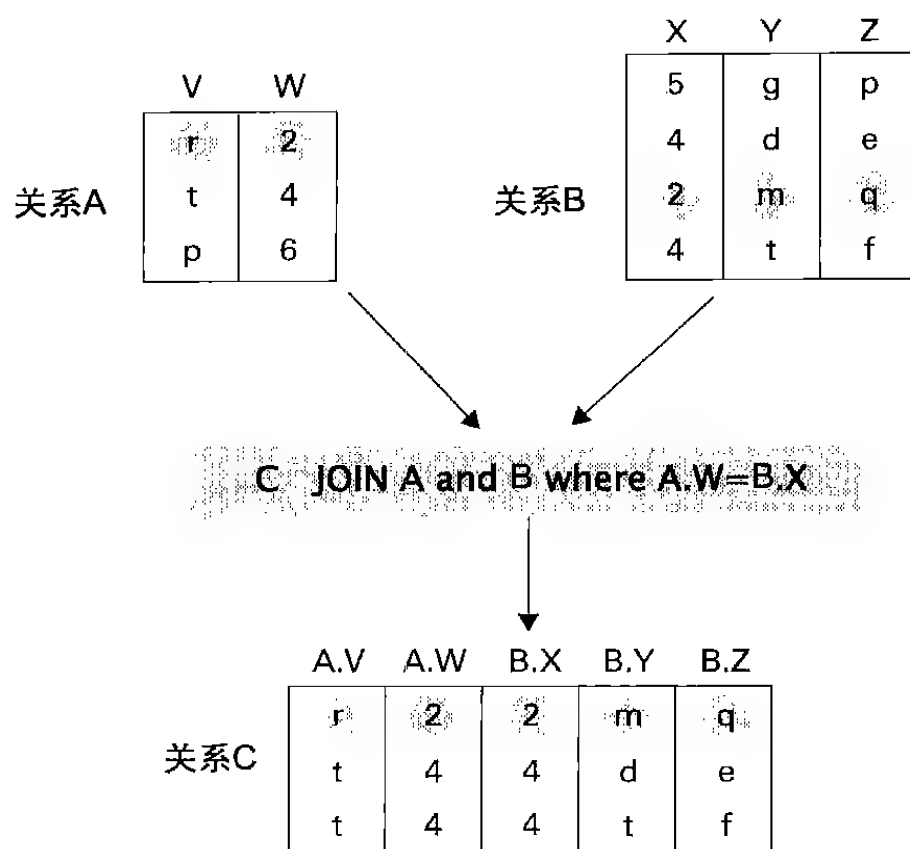 V W
r 2
关系A t 4
p 6
X Y Z
5 g p
4 d e
关系B 2 m q
4 t f
C JOIN A and B where A.W=B.X
A.V A.W B.X B.Y B.Z
r 2 2 m q
关系C t 4 4 d e
t 4 4 t f